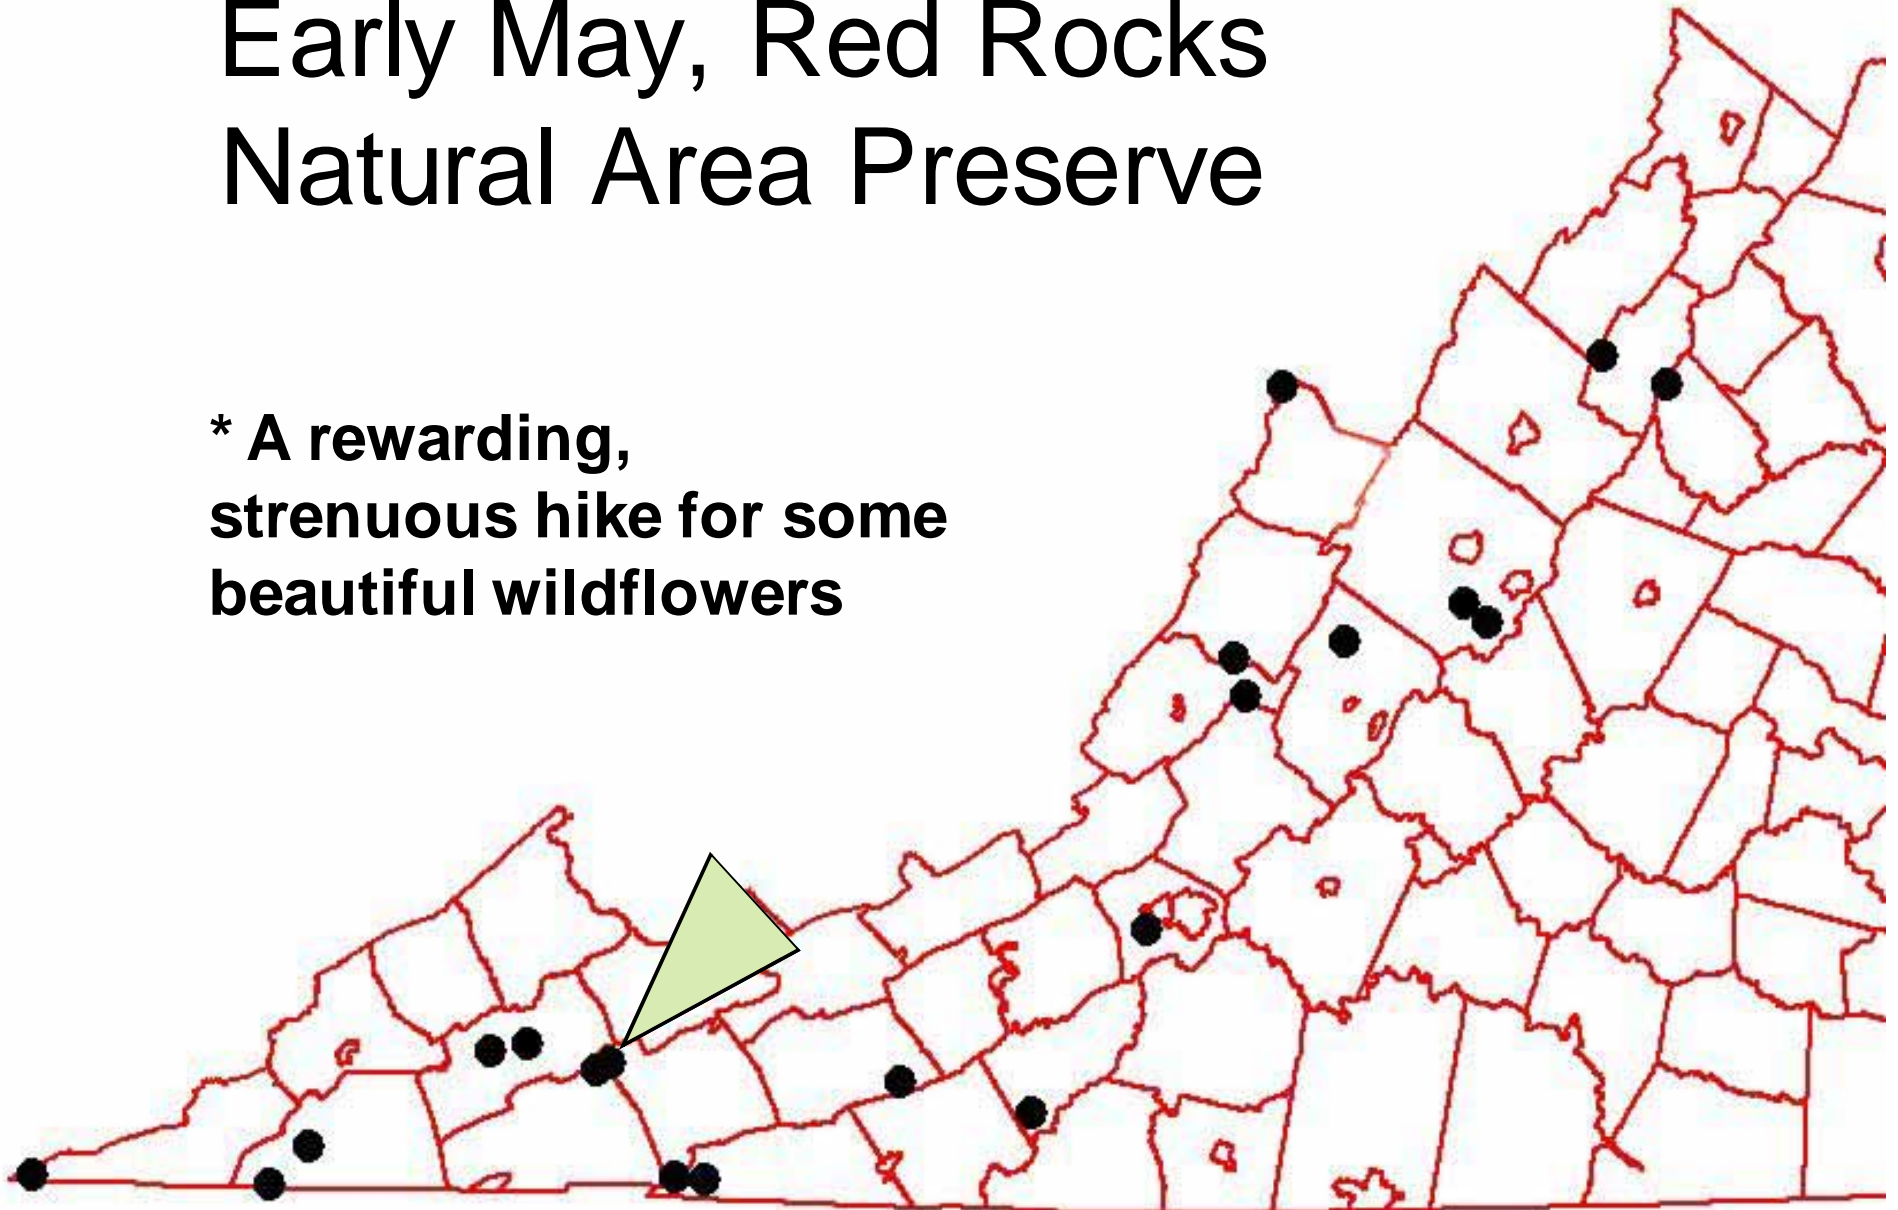 Early May, Red Rocks
Natural Area Preserve
* A rewarding,
strenuous hike for some
beautiful wildflowers